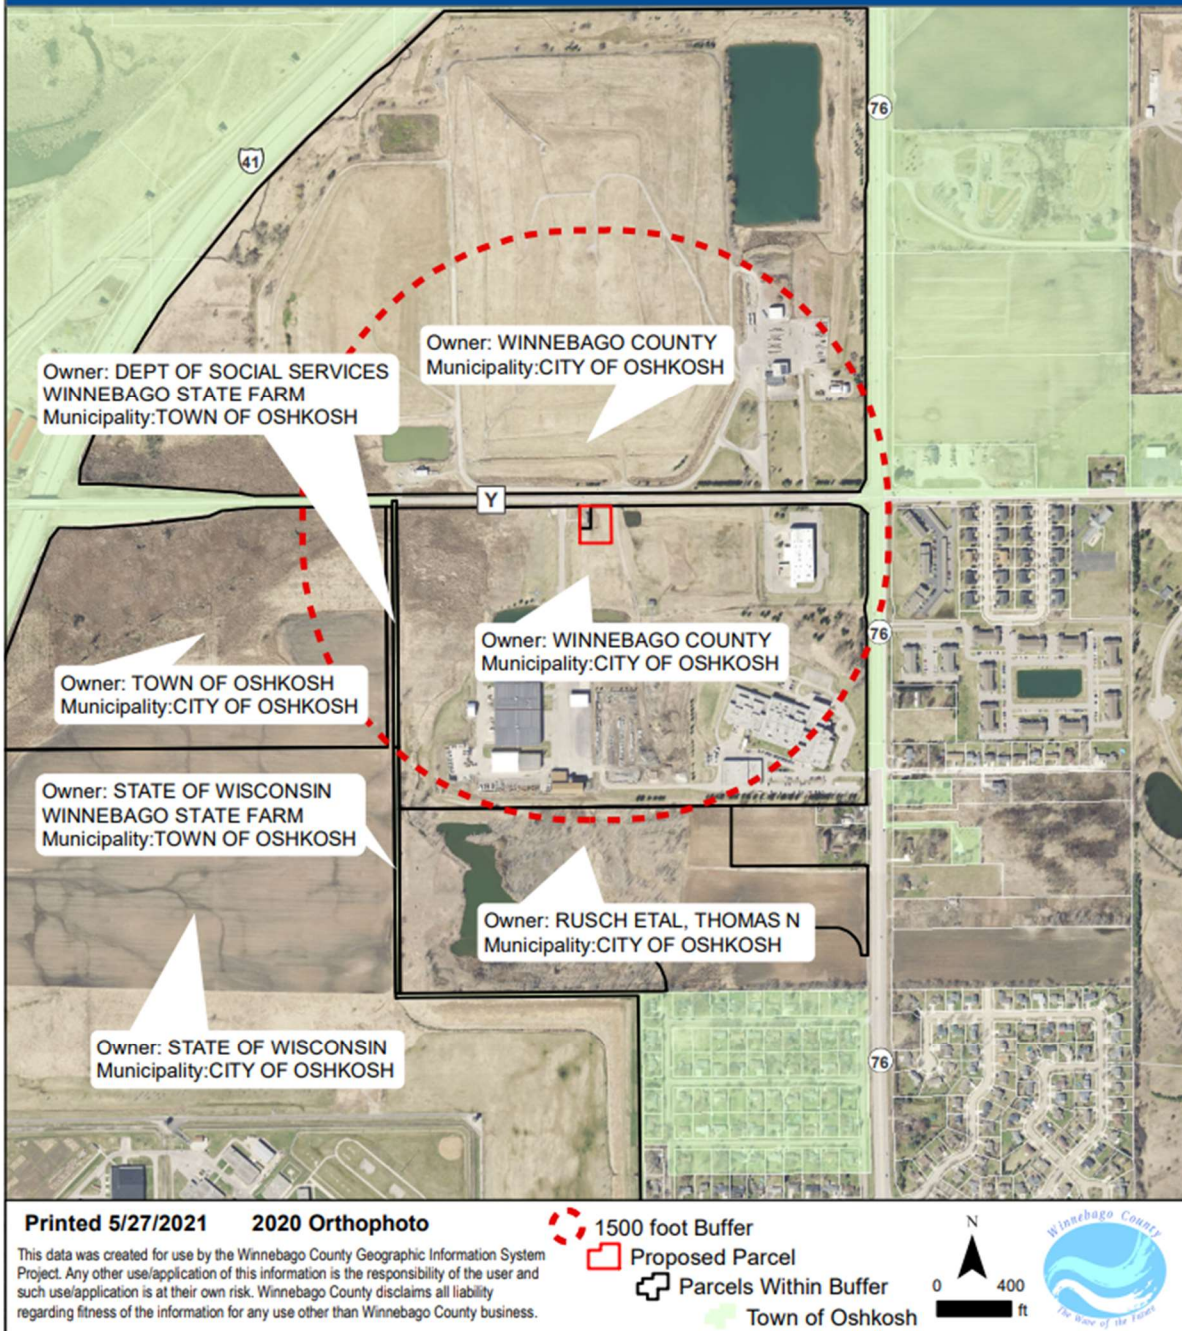 76
41
Owner: WINNEBAGO COUNTY
Municipality:CITY OF OSHKOSH
Owner: DEPT OF SOCIAL SERVICES
WINNEBAGO STATE FARM
Municipality:TOWN OF OSHKOSH
Y
Owner: WINNEBAGO COUNTY
Municipality:CITY OF OSHKOSH
76
Owner: TOWN OF OSHKOSH
Municipality:CITY OF OSHKOSH
Owner: STATE OF WISCONSIN
WINNEBAGO STATE FARM
Municipality:TOWN OF OSHKOSH
Owner: RUSCH ETAL, THOMAS N
Municipality:CITY OF OSHKOSH
Owner: STATE OF WISCONSIN
Municipality:CITY OF OSHKOSH
76
Printed 5/27/2021 2020 Orthophoto
This data was created for use by the Winnebago County Geographic Information System
Project. Any other use/application of this information is the responsibility of the user and
such use/application is at their own risk. Winnebago County disclaims all liability
regarding fitness of the information for any use other than Winnebago County business.
1500 foot Buffer
Proposed Parcel
Parcels Within Buffer
Town of Oshkosh
N
0 400
ft
Winnebago County
The Wave of the Future